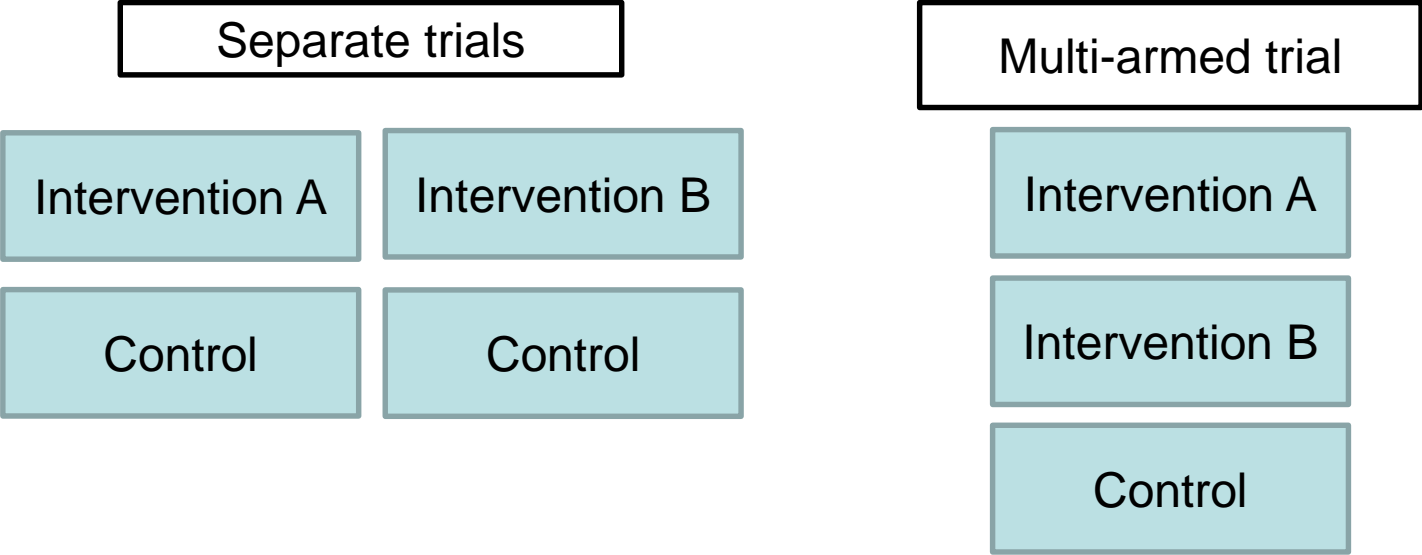 Separate trials
Intervention A
Intervention B
Control
Control
Multi-armed trial
Intervention A
Intervention B
Control